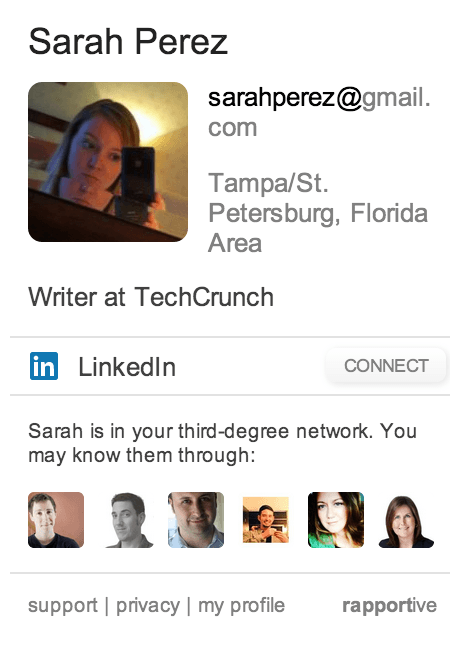 Sarah Perez
sarahperez@gmail.
com
Tampa/St.
Petersburg, Florida
Area
Writer at TechCrunch
in LinkedIn CONNECT
Sarah is in your third-degree network. You
may know them through:
support | privacy | my profile rapportive